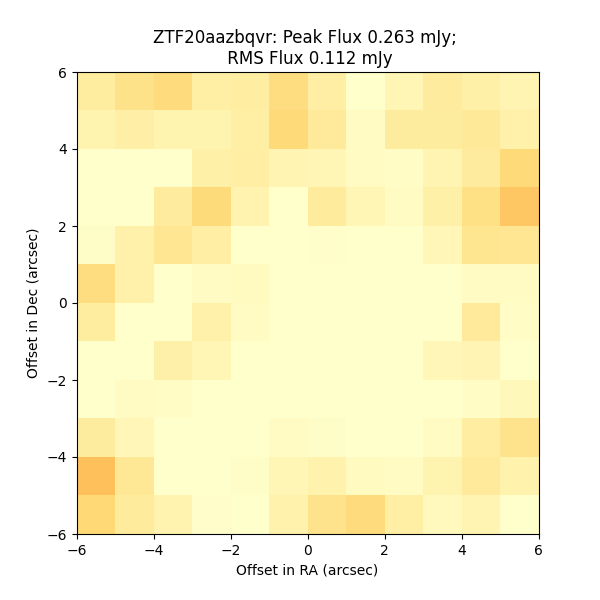 ZTF20aazbqvr: Peak Flux 0.263 mJy;
RMS Flux 0.112 mJy
6
4
2
0
−2
−4
−6
Offset in Dec (arcsec)
−6 −4 −2 0 2 4 6
Offset in RA (arcsec)